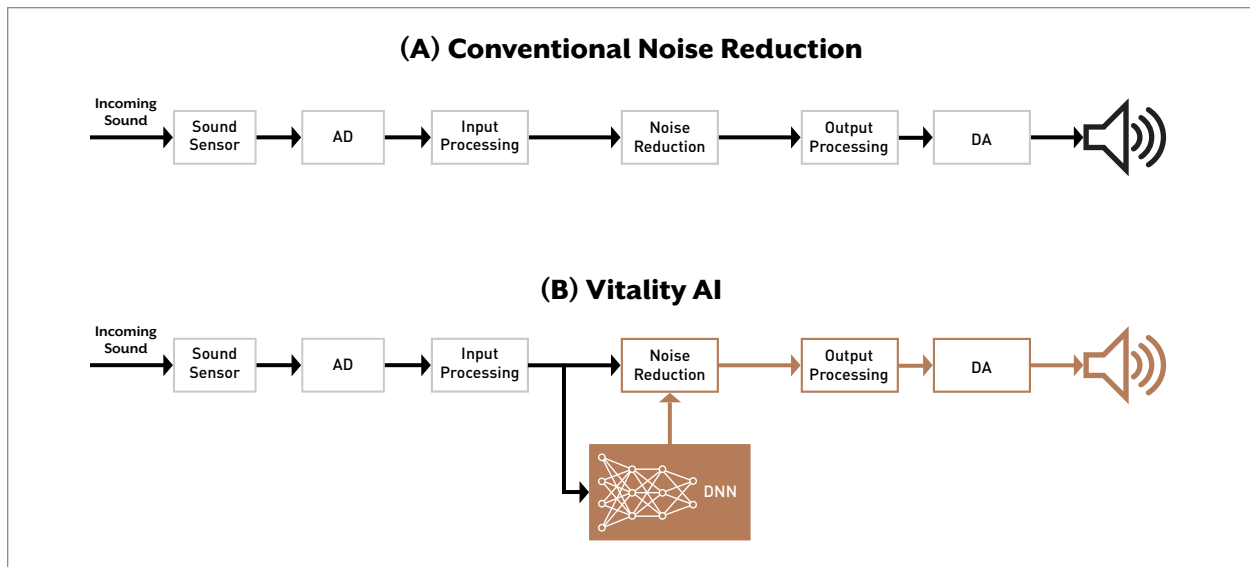 (A) Conventional Noise Reduction
Incoming
Sound
Sound
Sensor
AD
Input
Processing
Noise
Reduction
Output
Processing
DA
(B) Vitality AI
Incoming
Sound
Sound
Sensor
AD
Input
Processing
Noise
Reduction
Output
Processing
DA
DNN